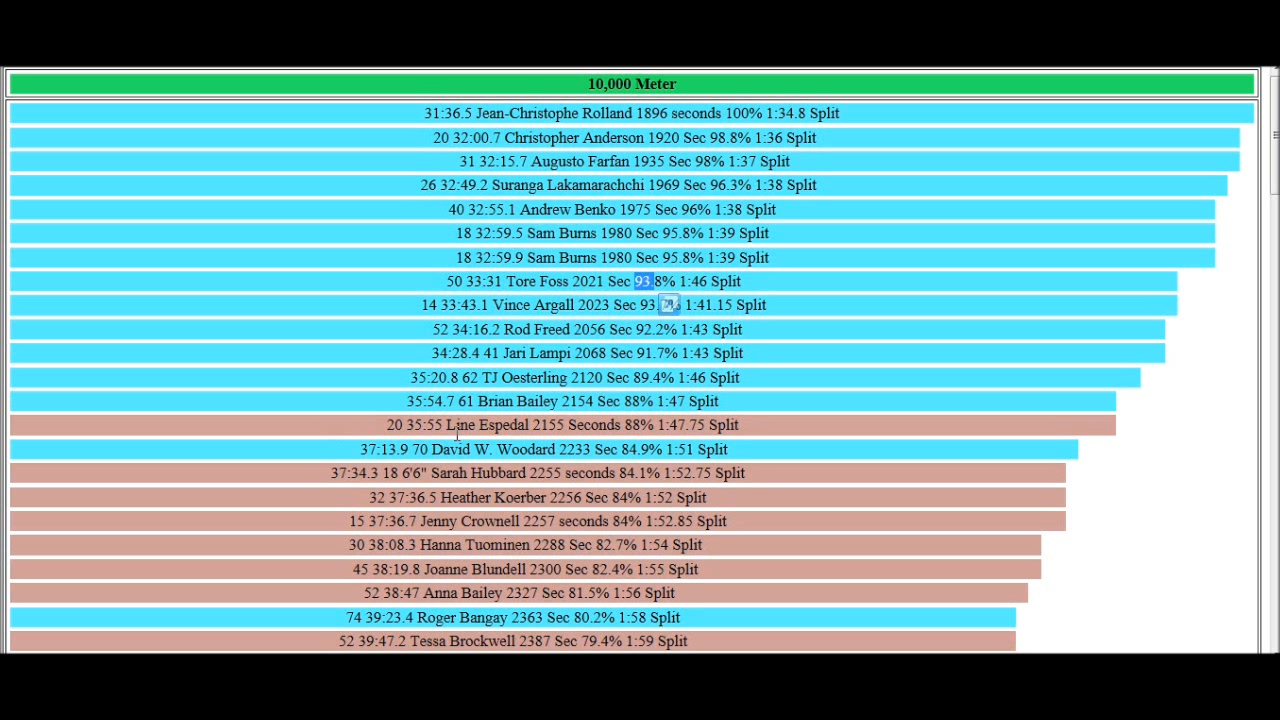 10,000 Meter
31:36.5 Jean-Christophe Rolland 1896 seconds 100% 1:34.8 Split
20 32:00.7 Christopher Anderson 1920 Sec 98.8% 1:36 Split
31 32:15.7 Augusto Farfan 1935 Sec 98% 1:37 Split
26 32:49.2 Suranga Lakamarachchi 1969 Sec 96.3% 1:38 Split
40 32:55.1 Andrew Benko 1975 Sec 96% 1:38 Split
18 32:59.5 Sam Burns 1980 Sec 95.8% 1:39 Split
18 32:59.9 Sam Burns 1980 Sec 95.8% 1:39 Split
50 33:31 Tore Foss 2021 Sec 93.8% 1:46 Split
14 33:43.1 Vince Argall 2023 Sec 1:41.15 Split
52 34:16.2 Rod Freed 2056 Sec 92.2% 1:43 Split
34:28.4 41 Jari Lampi 2068 Sec 91.7% 1:43 Split
35:20.8 62 TJ Oesterling 2120 Sec 89.4% 1:46 Split
35:54.7 61 Brian Bailey 2154 Sec 88% 1:47 Split
20 35:55 Line Espedal 2155 Seconds 88% 1:47.75 Split
37:13.9 70 David W. Woodard 2233 Sec 84.9% 1:51 Split
37:34.3 18 6'6" Sarah Hubbard 2255 seconds 84.1% 1:52.75 Split
32 37:36.5 Heather Koerber 2256 Sec 84% 1:52 Split
15 37:36.7 Jenny Crownell 2257 seconds 84% 1:52.85 Split
30 38:08.3 Hanna Tuominen 2288 Sec 82.7% 1:54 Split
45 38:19.8 Joanne Blundell 2300 Sec 82.4% 1:55 Split
52 38:47 Anna Bailey 2327 Sec 81.5% 1:56 Split
74 39:23.4 Roger Bangay 2363 Sec 80.2% 1:58 Split
52 39:47.2 Tessa Brockwell 2387 Sec 79.4% 1:59 Split